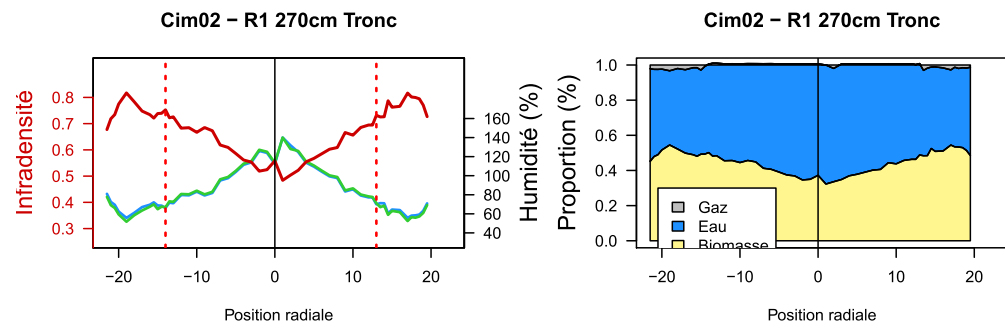 Cim02 − R1 270cm Tronc
Infradensité
0.8
0.7
0.6
0.5
0.4
0.3
160
140
120
100
80
60
40
Humidité (%)
−20 −10 0 10 20
Position radiale
Cim02 − R1 270cm Tronc
Proportion (%)
1.0
0.8
0.6
0.4
0.2
0.0
Gaz
Eau
Biomasse
−20 −10 0 10 20
Position radiale